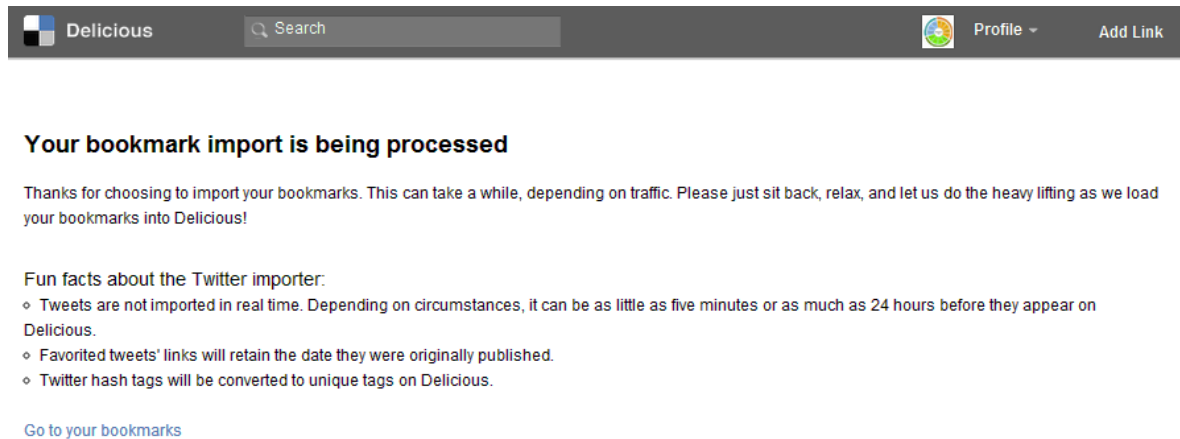 Delicious
Search
Profile
Add Link
Your bookmark import is being processed
Thanks for choosing to import your bookmarks. This can take a while, depending on traffic. Please just sit back, relax, and let us do the heavy lifting as we load
your bookmarks into Delicious!
Fun facts about the Twitter importer:
⋄ Tweets are not imported in real time. Depending on circumstances, it can be as little as five minutes or as much as 24 hours before they appear on
Delicious.
⋄ Favorited tweets' links will retain the date they were originally published.
⋄ Twitter hash tags will be converted to unique tags on Delicious.
Go to your bookmarks